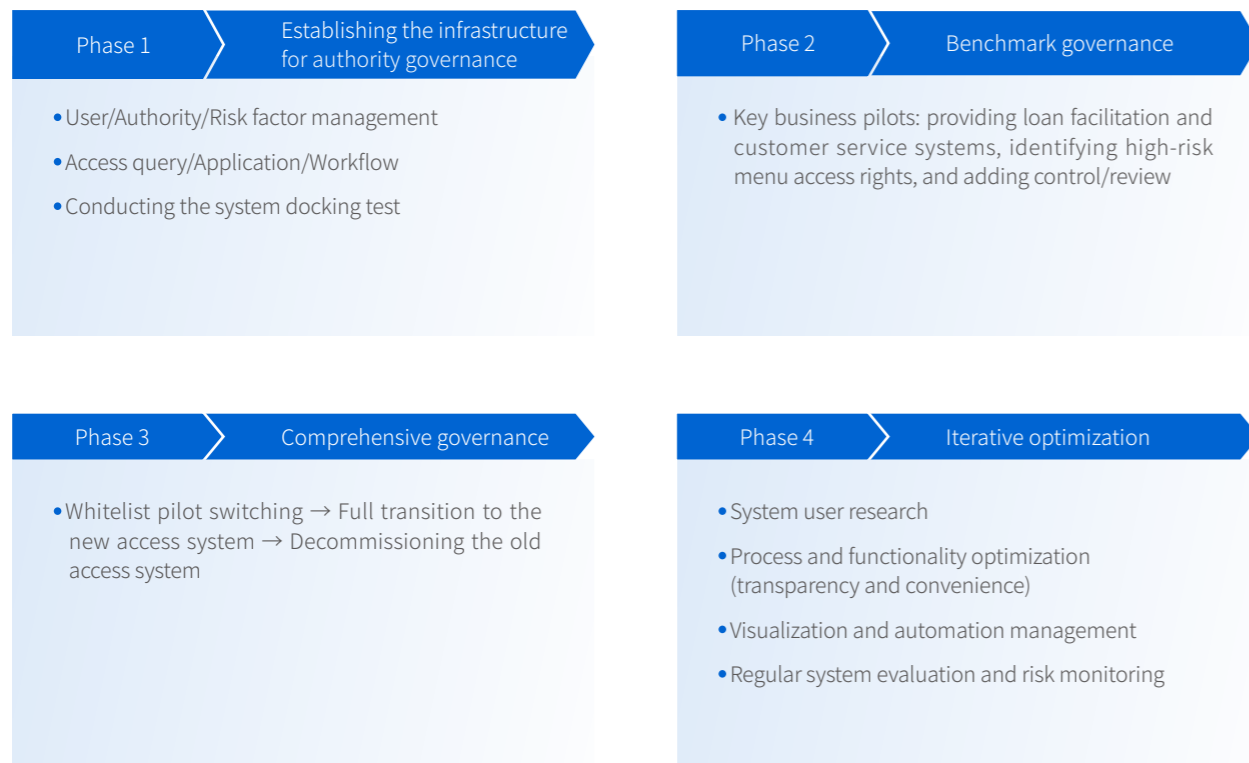 Phase 1
Establishing the infrastructure
for authority governance
•User/Authority/Risk factor management
•Access query/Application/Workflow
•Conducting the system docking test
Phase 2
Benchmark governance
• Key business pilots: providing loan facilitation and
customer service systems, identifying high-risk
menu access rights, and adding control/review
Phase 3
Comprehensive governance
•Whitelist pilot switching → Full transition to the
new access system → Decommissioning the old
access system
Phase 4
Iterative optimization
•System user research
•Process and functionality optimization
(transparency and convenience)
•Visualization and automation management
•Regular system evaluation and risk monitoring